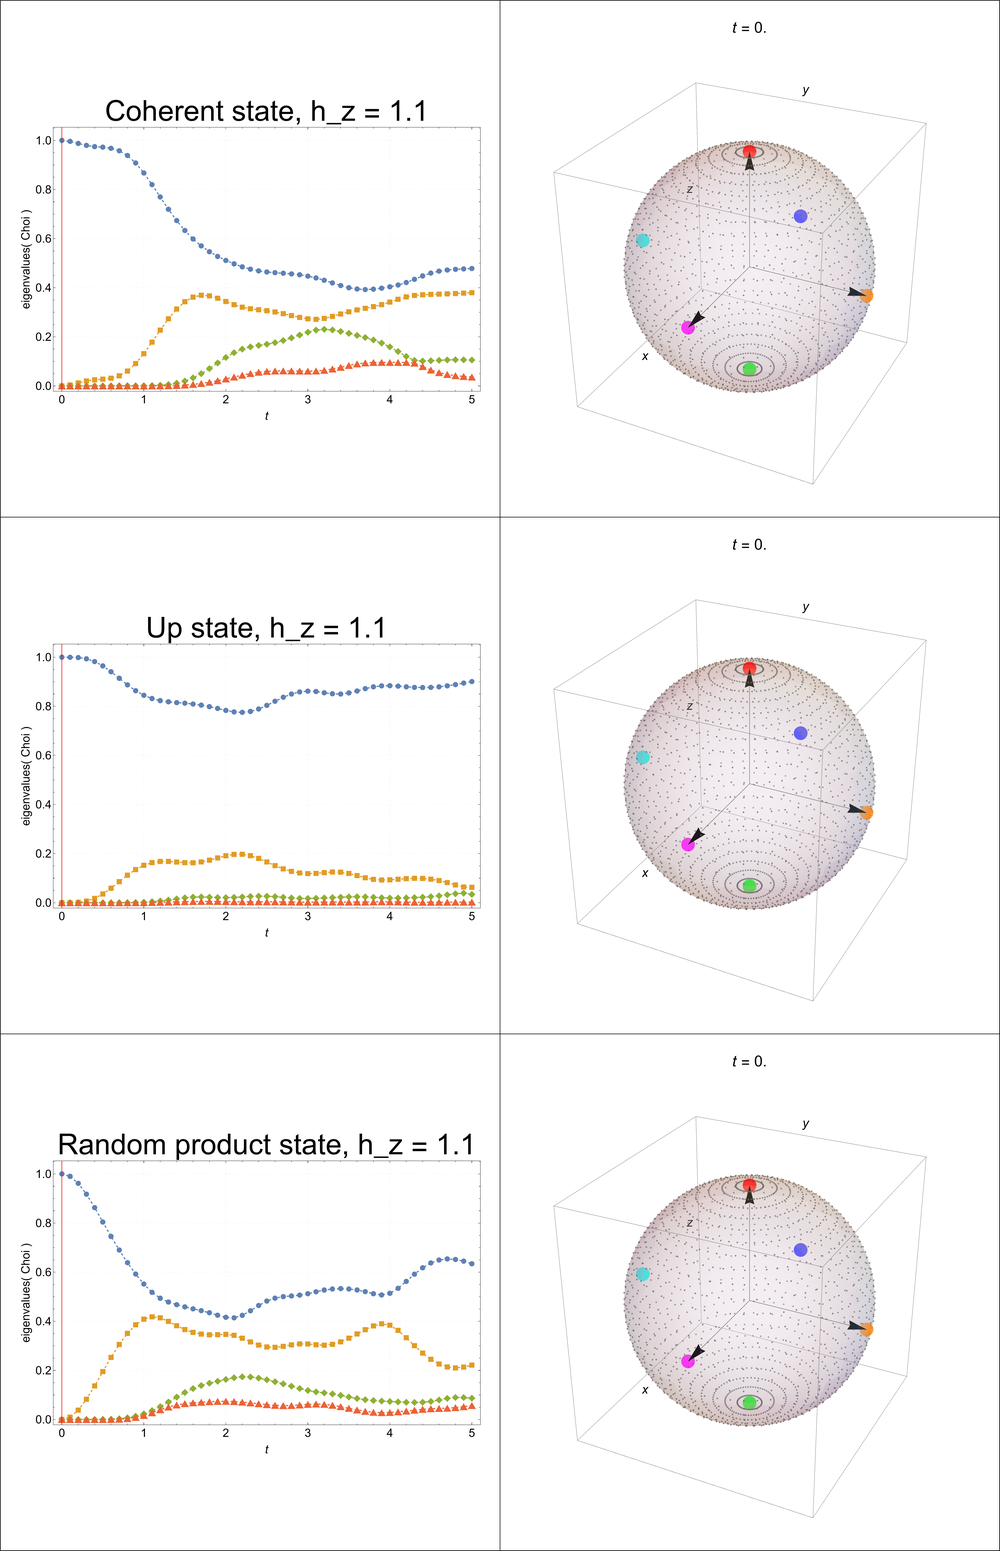 t = 0.
Coherent state, h_z = 1.1
eigenvalues( Choi )
1.0
0.8
0.6
0.4
0.2
0.0
0 1 2 3 4 5
t
y
z
x
t = 0.
Up state, h_z = 1.1
eigenvalues( Choi )
1.0
0.8
0.6
0.4
0.2
0.0
0 1 2 3 4 5
t
y
z
x
t = 0.
Random product state, h_z = 1.1
eigenvalues( Choi )
1.0
0.8
0.6
0.4
0.2
0.0
0 1 2 3 4 5
t
y
z
x